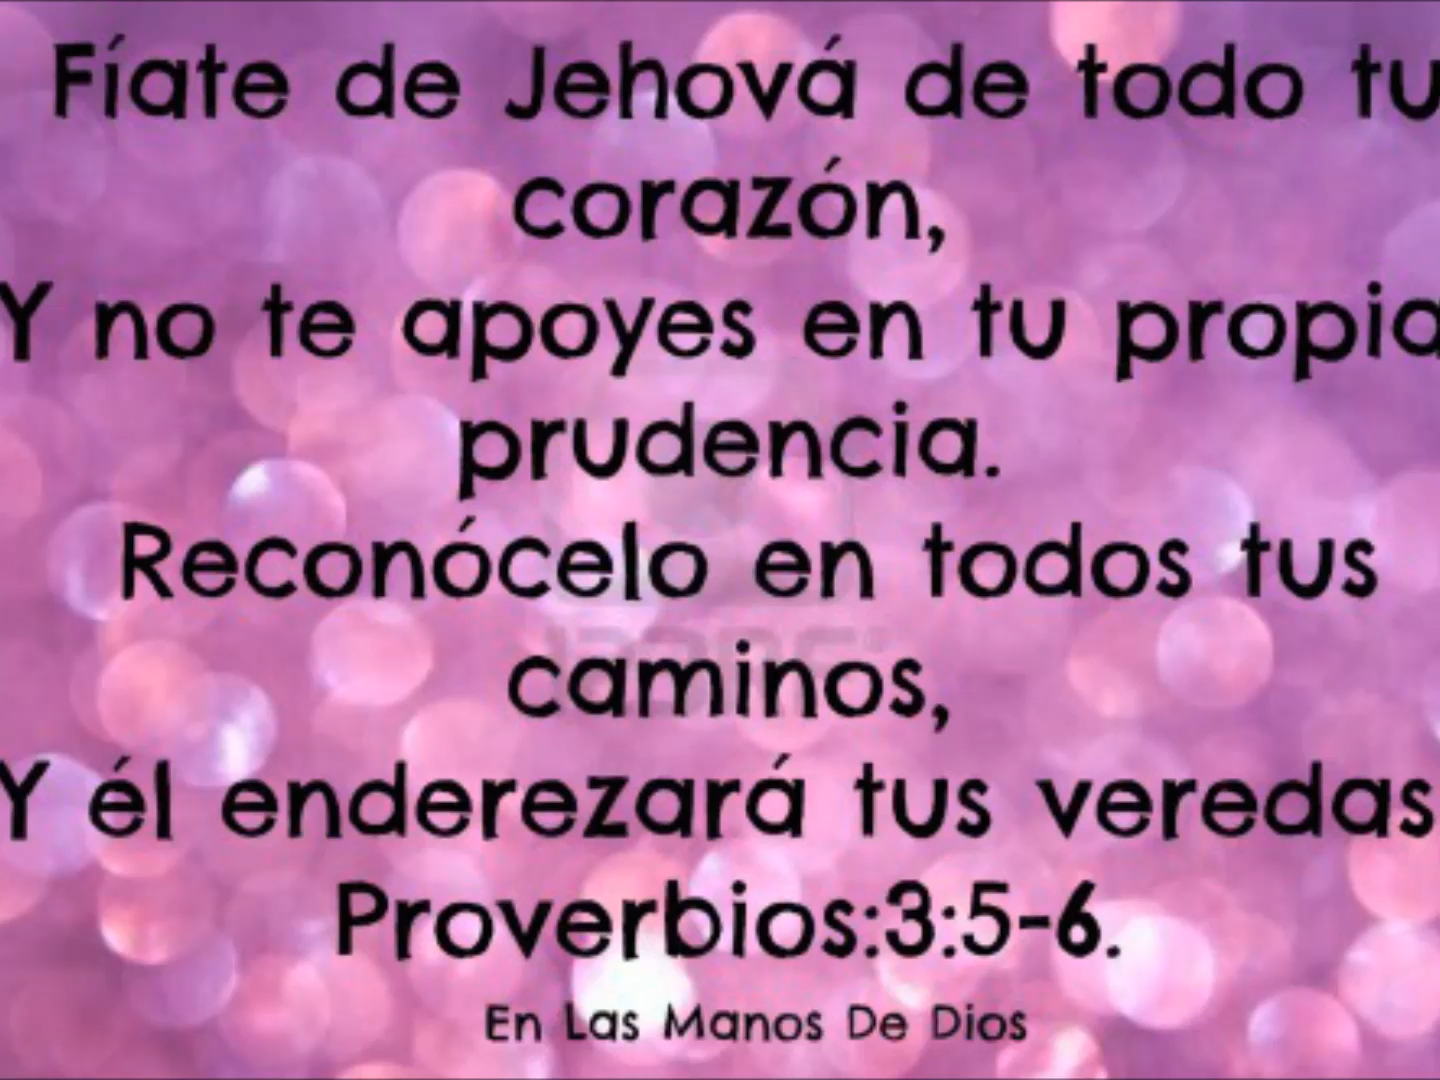 Fíate de Jehová de todo tu
corazón,
Y no te apoyes en tu propia
prudencia.
Reconócelo en todos tus
caminos,
Y él enderezará tus veredas
Proverbios:3:5-6.
En Las Manos De Dios